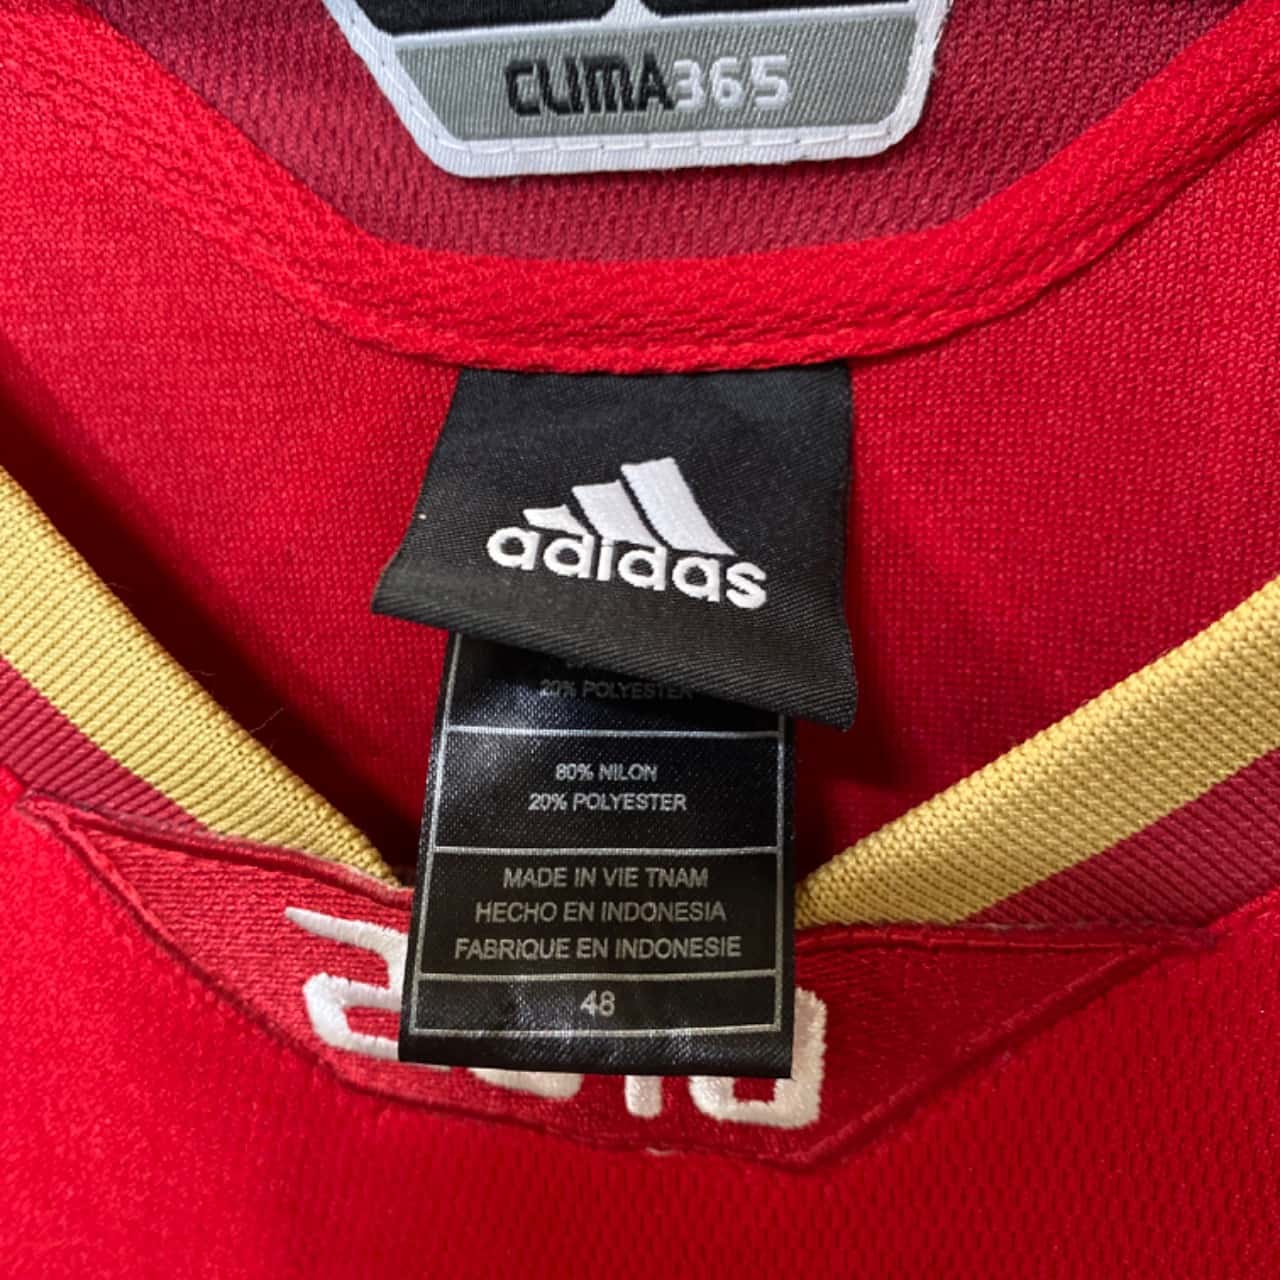 CLIMA365
adidas
20% POLYESTER
80% NILON
20% POLYESTER
MADE IN VIE TNAM
HECHO EN INDONESIA
FABRIQUE EN INDONESIE
48